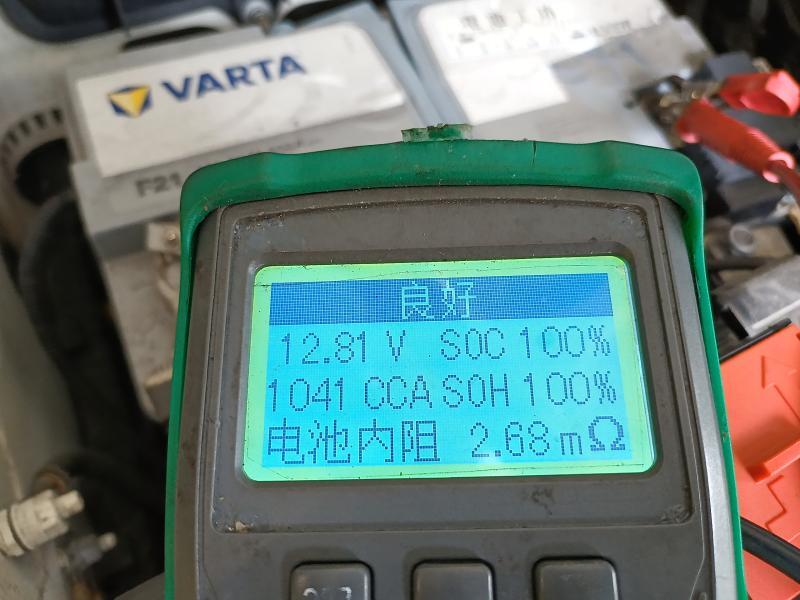 VARTA
F21
良好
12.81 V SOC 100%
1041 CCA SOH 100%
电池内阻 2.68 mΩ